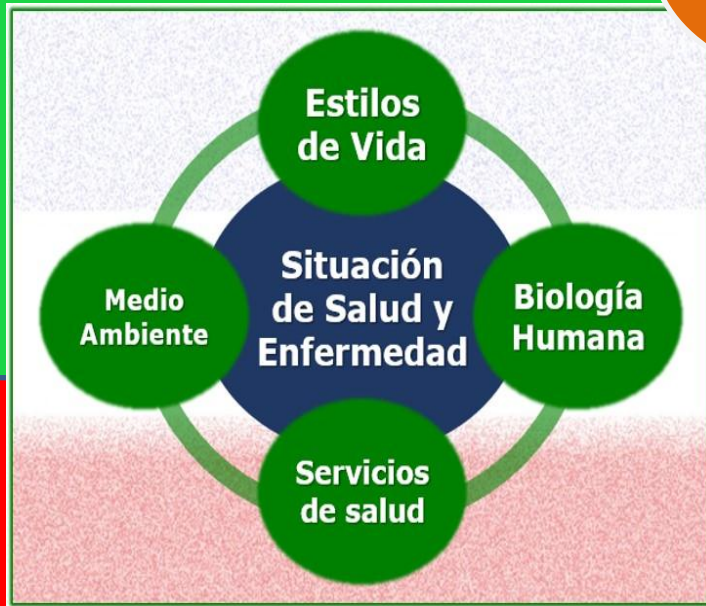 Estilos
de Vida
Medio
Ambiente
Situación
de Salud y
Enfermedad
Biología
Humana
Servicios
de salud